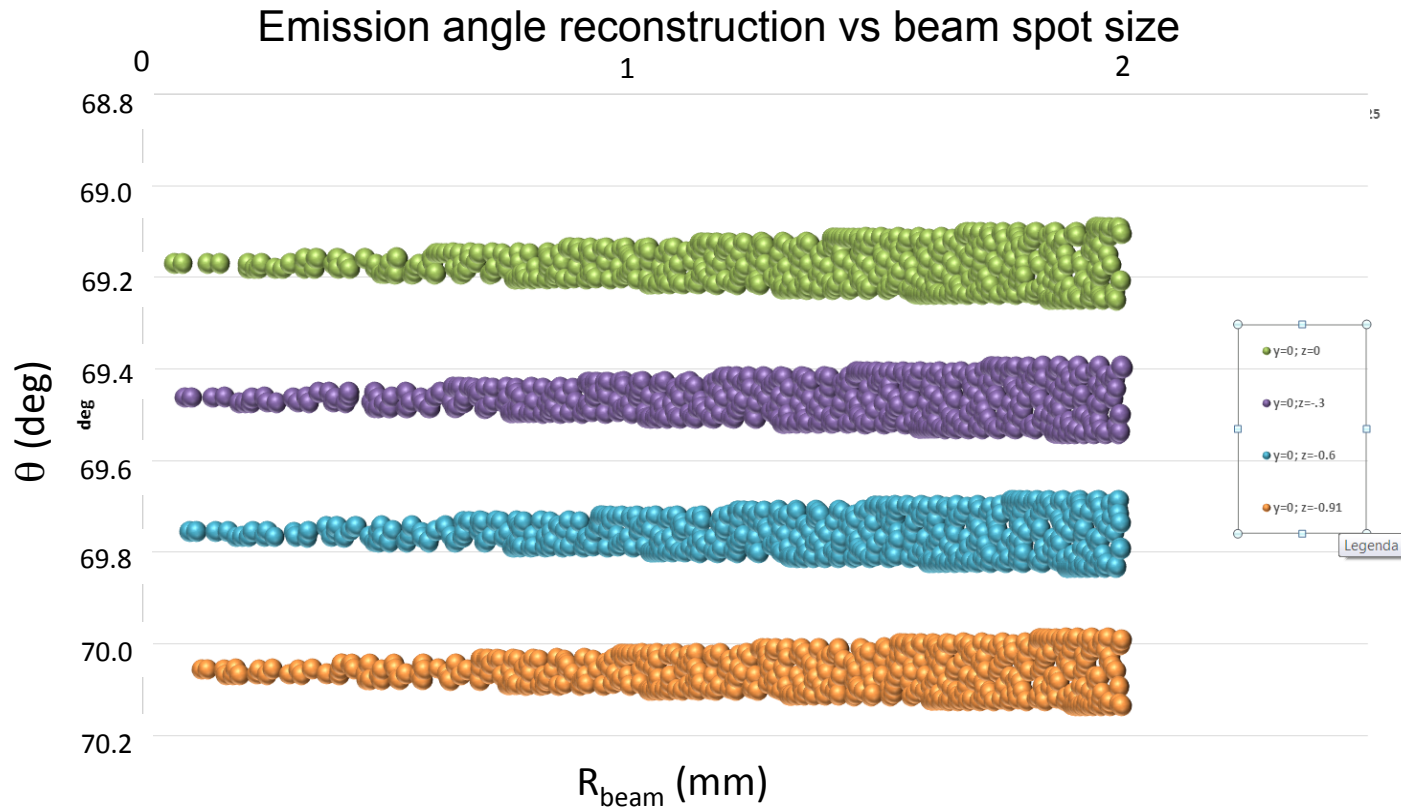 Emission angle reconstruction vs beam spot size
0 1 2
68.8
25
69.0
69.2
69.4
69.6
69.8
70.0
70.2
θ (deg)
deg
y=0; z=0
y=0;z=-.3
y=0; z=-0.6
y=0; z=-0.91
Legenda
Rbeam (mm)